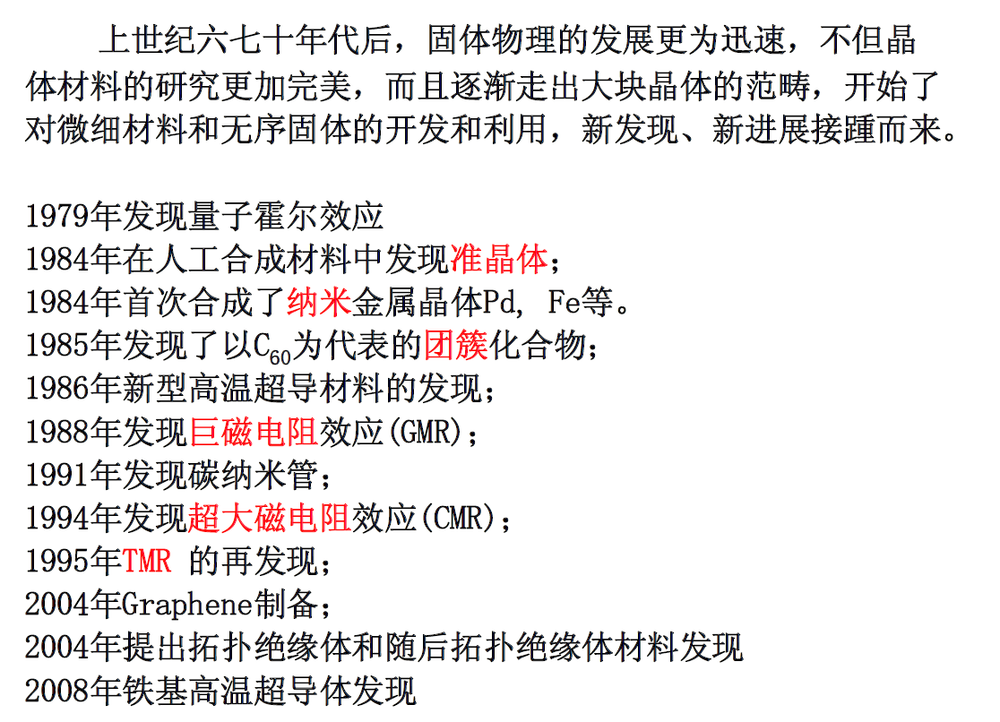 上世纪六七十年代后，固体物理的发展更为迅速，不但晶
体材料的研究更加完美，而且逐渐走出大块晶体的范畴，开始了
对微细材料和无序固体的开发和利用，新发现、新进展接踵而来。
1979年发现量子霍尔效应
1984年在人工合成材料中发现准晶体；
1984年首次合成了纳米金属晶体Pd, Fe等。
1985年发现了以C60为代表的团簇化合物；
1986年新型高温超导材料的发现；
1988年发现巨磁电阻效应(GMR)；
1991年发现碳纳米管；
1994年发现超大磁电阻效应(CMR)；
1995年TMR 的再发现；
2004年Graphene制备；
2004年提出拓扑绝缘体和随后拓扑绝缘体材料发现
2008年铁基高温超导体发现